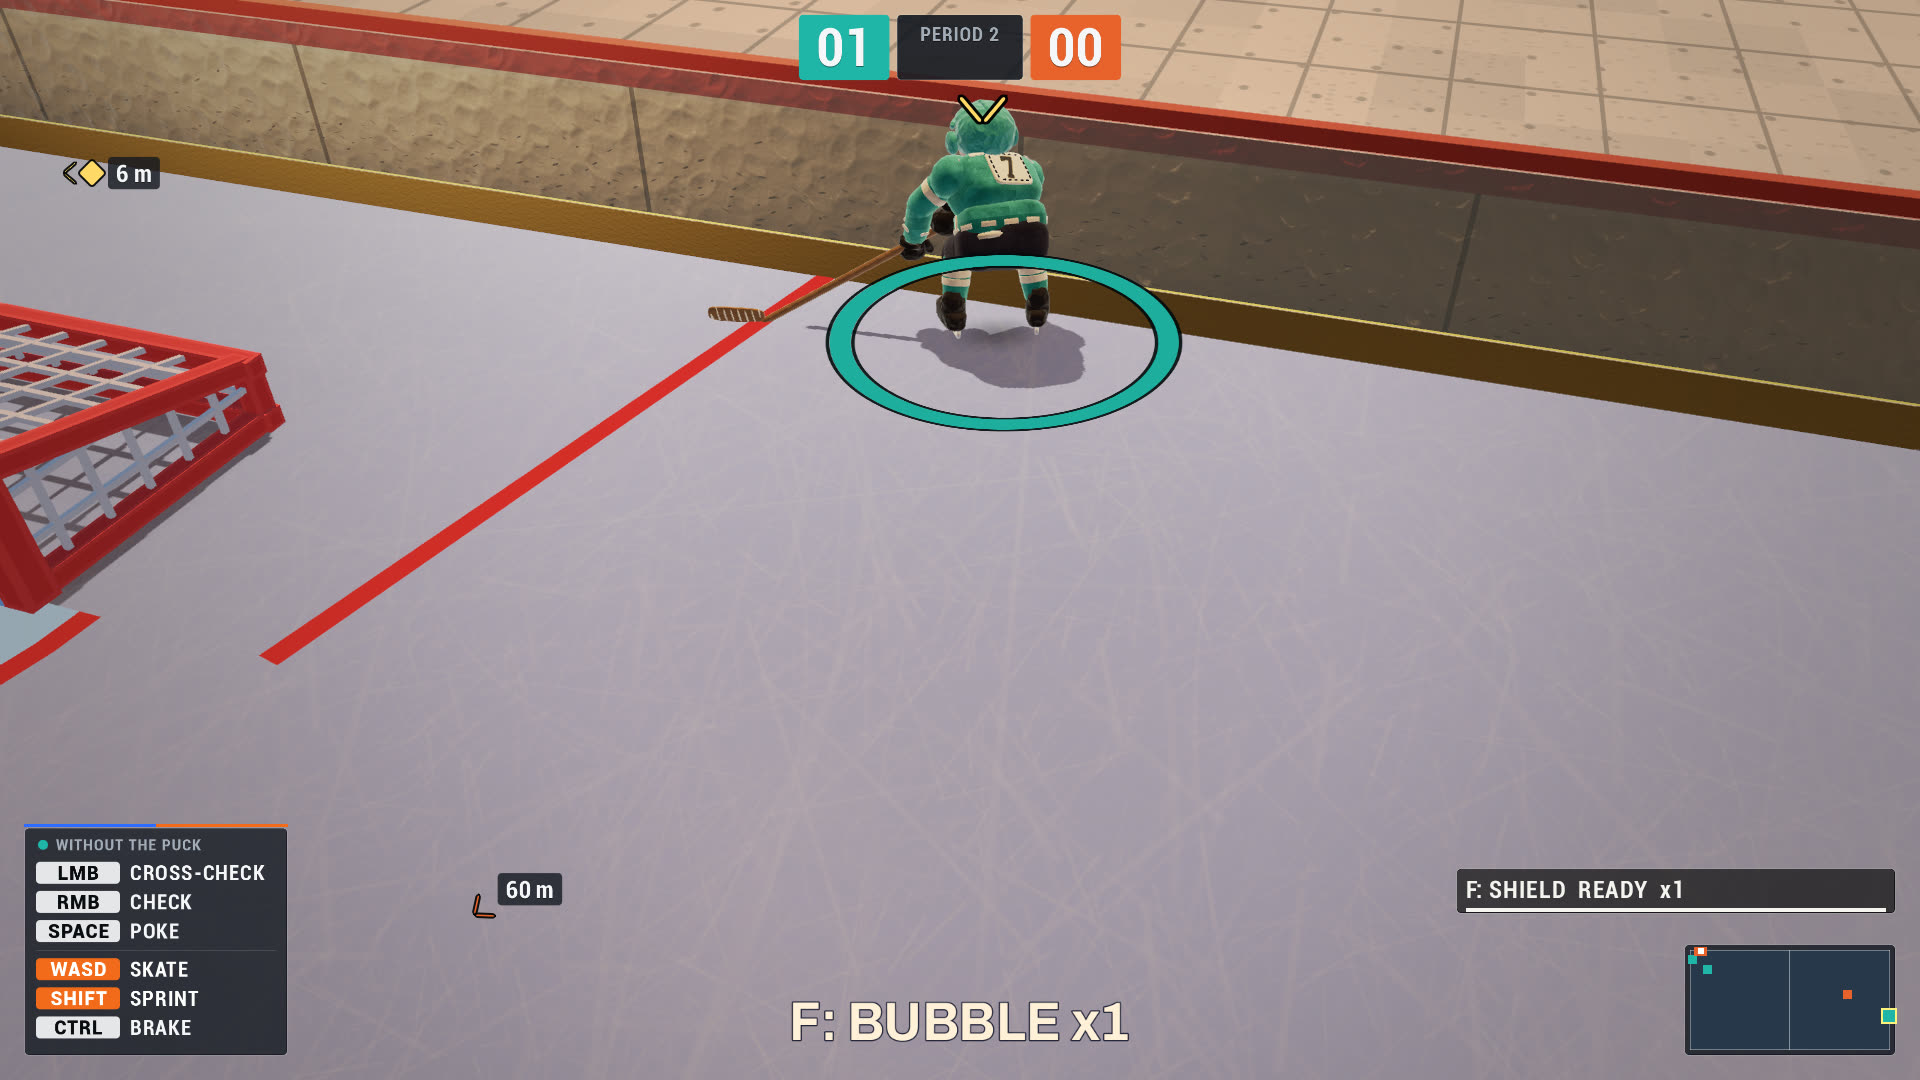 01
PERIOD 2
00
6 m
7
WITHOUT THE PUCK
LMB CROSS-CHECK
RMB CHECK
SPACE POKE
WASD SKATE
SHIFT SPRINT
CTRL BRAKE
60 m
F: BUBBLE x1
F: SHIELD READY x1